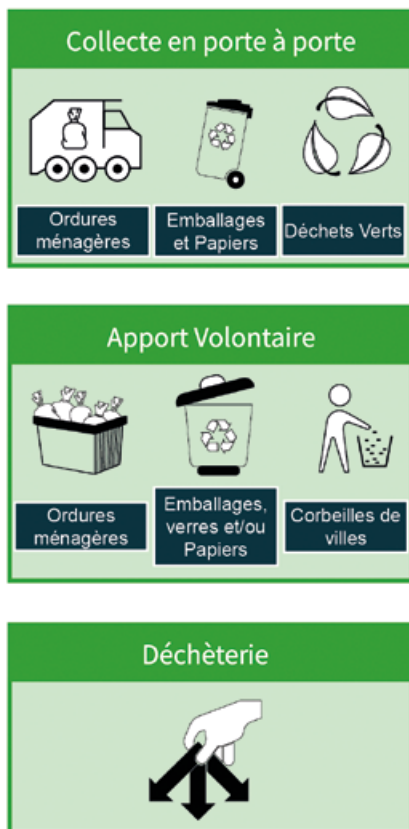 Collecte en porte à porte
Ordures
ménagères
Emballages
et Papiers
Déchets Verts
Apport Volontaire
Ordures
ménagères
Emballages,
verres et/ou
Papiers
Corbeilles de
villes
Déchèterie